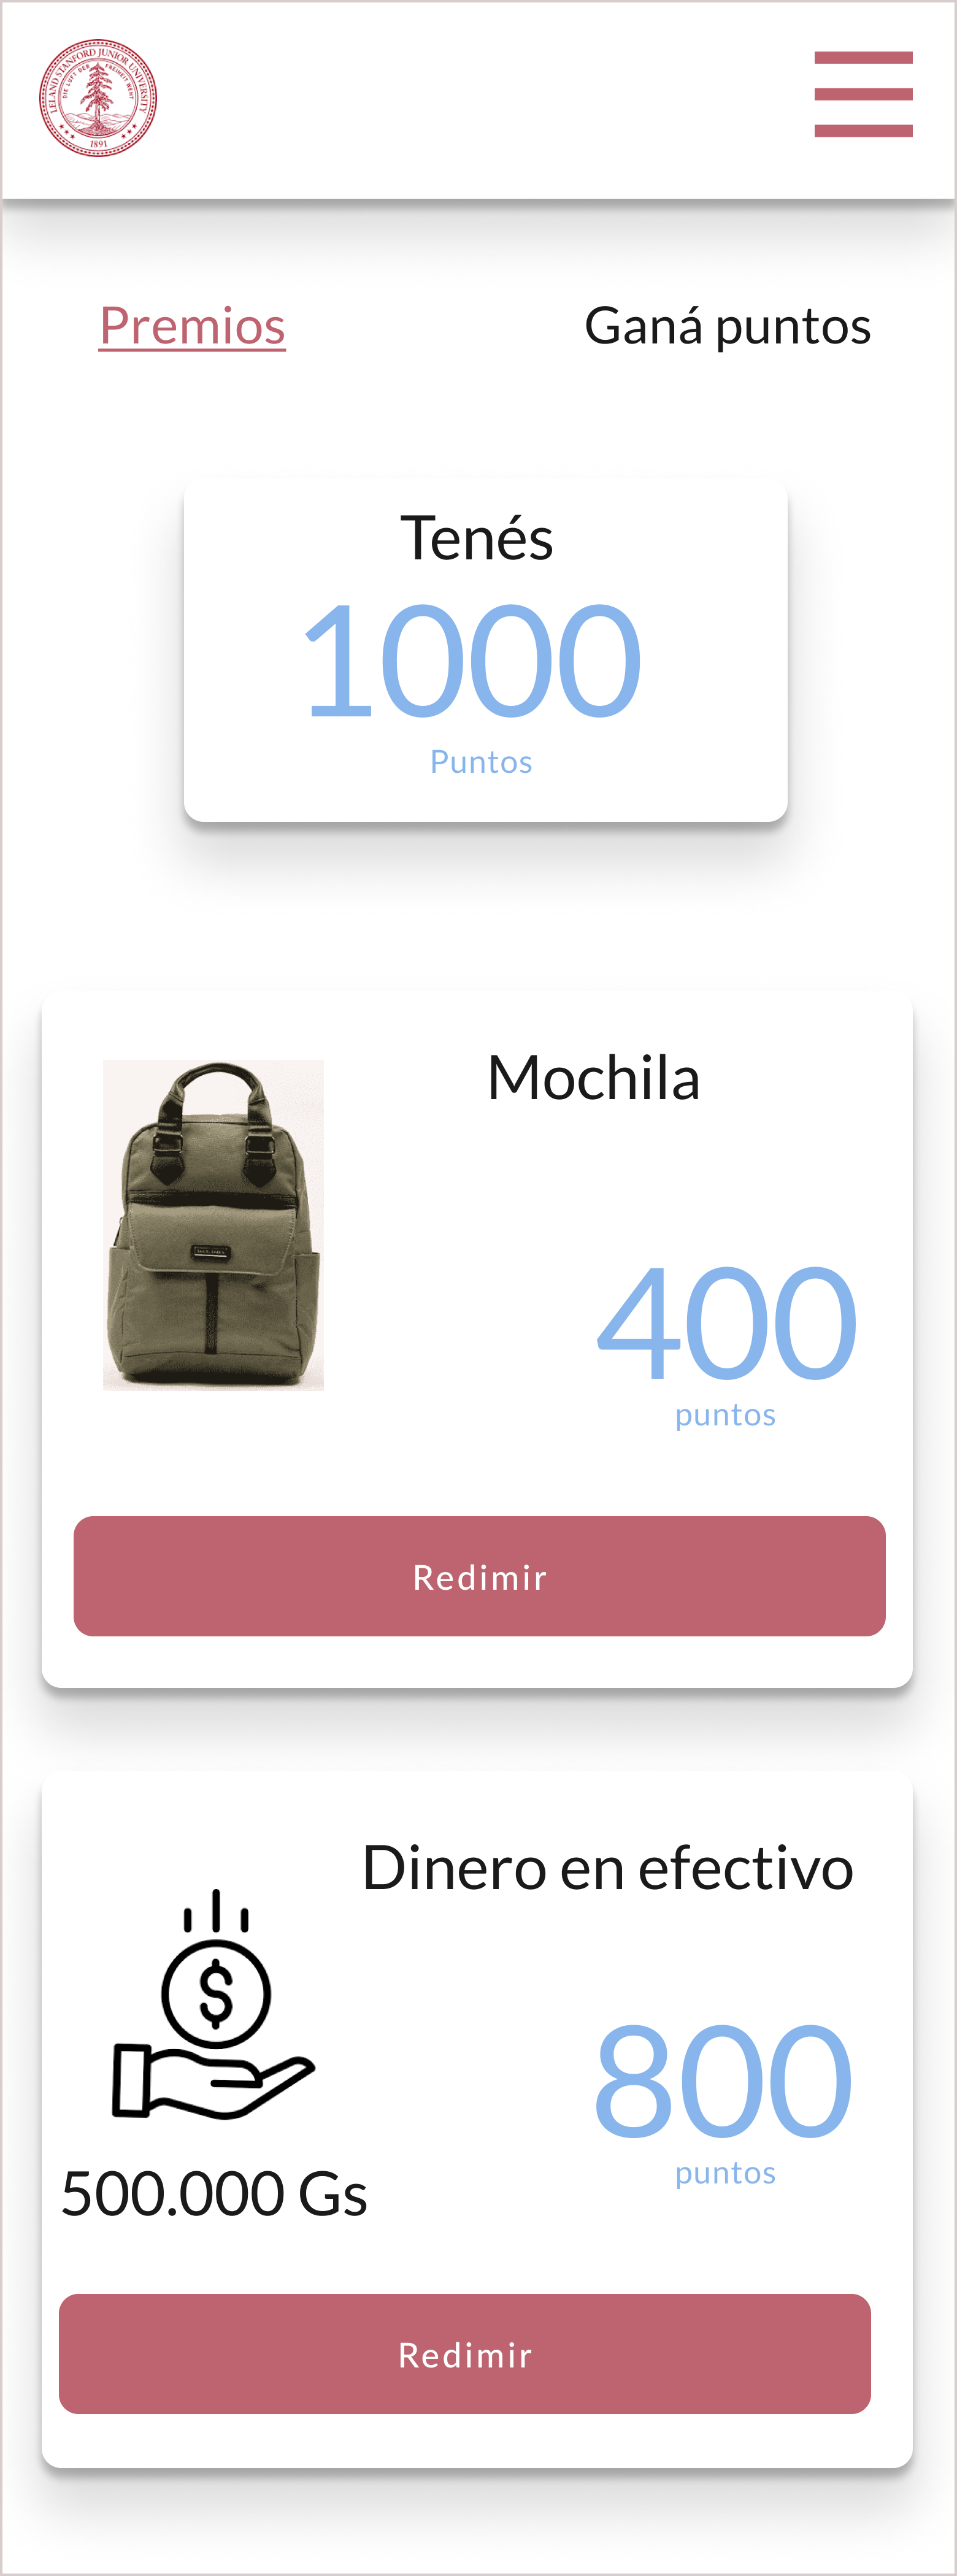 LELAND STANFORD JUNIOR UNIVERSITY
DIE LUFT DER FREIHEIT WEHT
1891
Premios
Ganá puntos
Tenés
1000
Puntos
Mochila
400
puntos
Redimir
Dinero en efectivo
$
800
puntos
500.000 Gs
Redimir